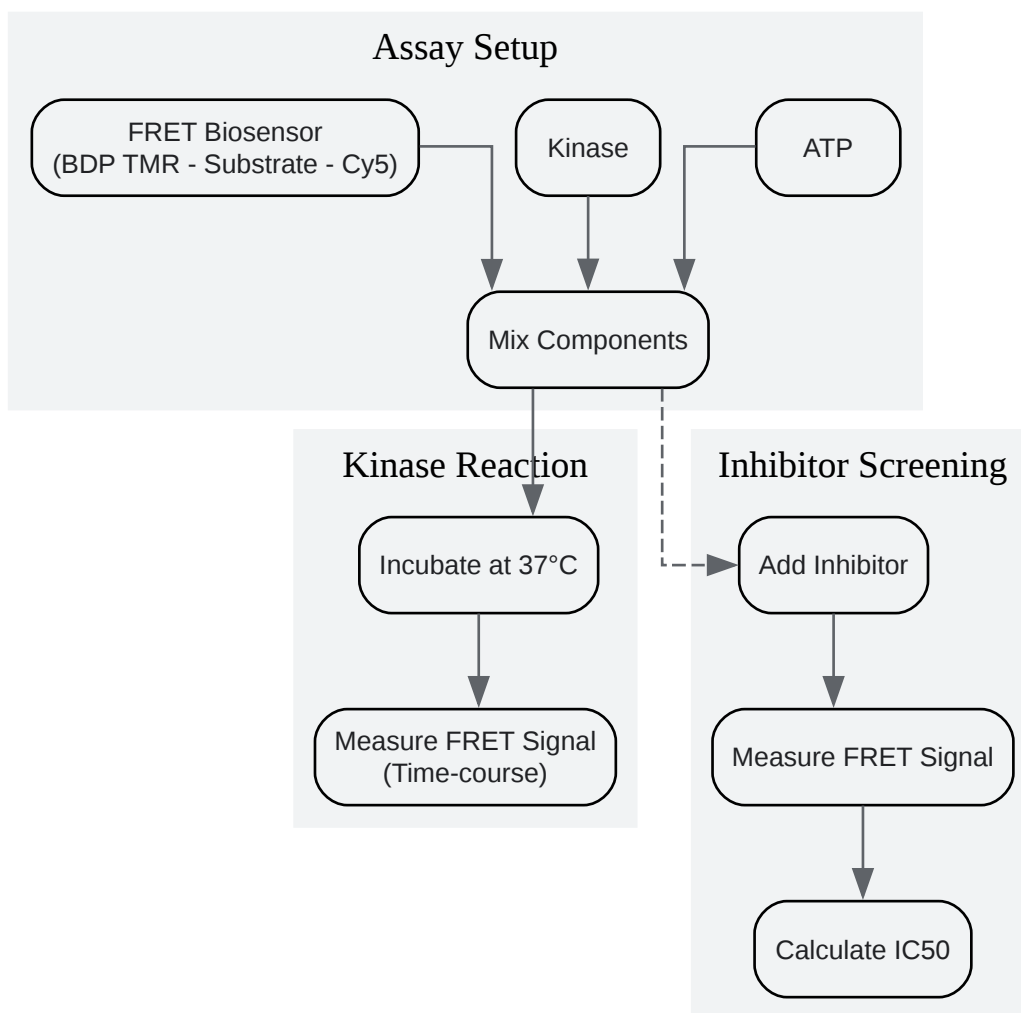 Assay Setup
FRET Biosensor
(BDP TMR - Substrate - Cy5)
Kinase
ATP
Mix Components
Kinase Reaction
Inhibitor Screening
Incubate at 37°C
Add Inhibitor
Measure FRET Signal
(Time-course)
Measure FRET Signal
Calculate IC50